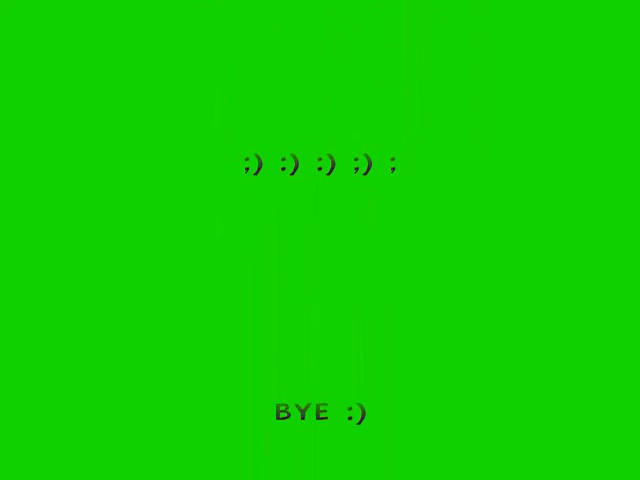 ;) :) :) ;) ;
BYE :)